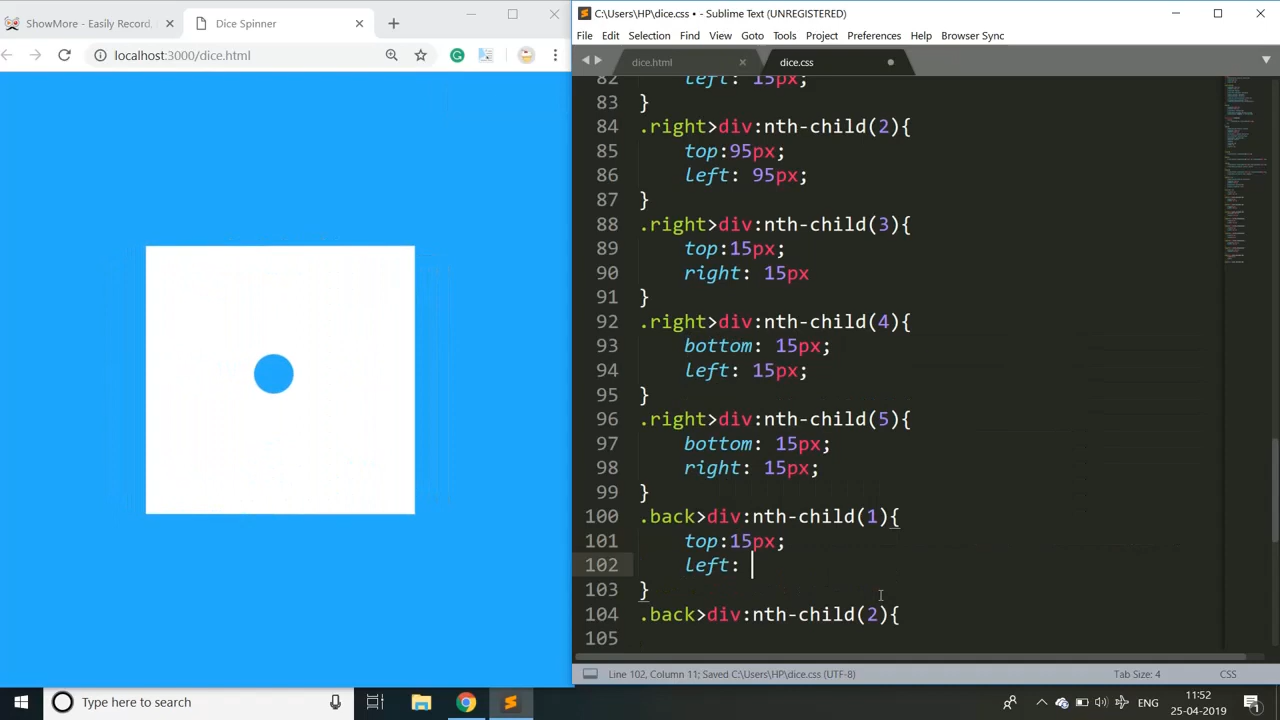 ShowMore - Easily Record
Dice Spinner
localhost:3000/dice.html
Type here to search
C:\Users\HP\dice.css • - Sublime Text (UNREGISTERED)
File Edit Selection Find View Goto Tools Project Preferences Help Browser Sync
dice.html
dice.css
82 left: 15px;
83 }
84 .right>div:nth-child(2){
85 top:95px;
86 left: 95px;
87 }
88 .right>div:nth-child(3){
89 top:15px;
90 right: 15px
91 }
92 .right>div:nth-child(4){
93 bottom: 15px;
94 left: 15px;
95 }
96 .right>div:nth-child(5){
97 bottom: 15px;
98 right: 15px;
99 }
100 .back>div:nth-child(1){
101 top:15px;
102 left:
103 }
104 .back>div:nth-child(2){
105
Line 102, Column 11; Saved C:\Users\HP\dice.css (UTF-8)
Tab Size: 4
CSS
ENG
11:52
25-04-2019
1